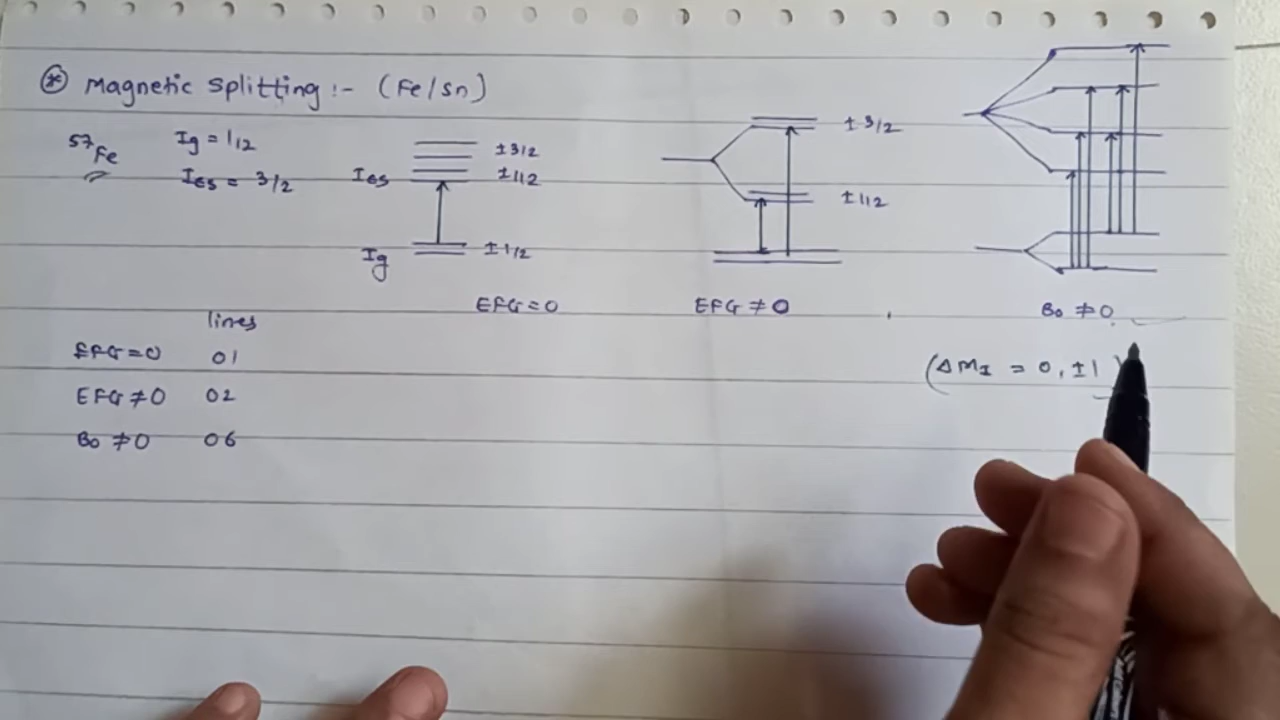 ⊛ Magnetic Splitting :- (Fe/Sn)
57Fe Ig = 1/2
IES = 3/2
IES ±3/2
±1/2
Ig ±1/2
EFG = 0
±3/2
±1/2
EFG ≠ 0
B0 ≠ 0
(ΔMI = 0, ±1)
lines
EFG = 0 01
EFG ≠ 0 02
B0 ≠ 0 06